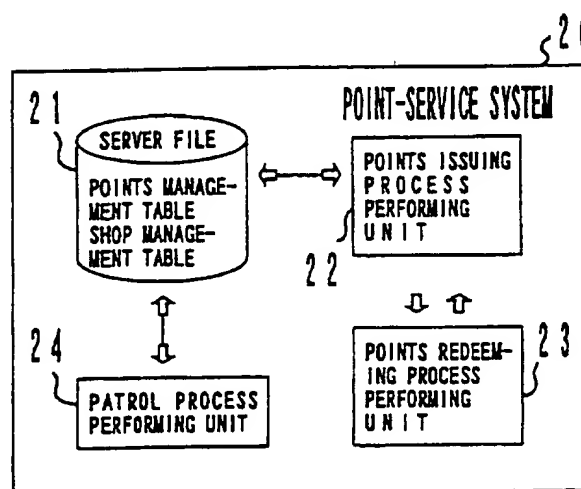 21
POINT-SERVICE SYSTEM
SERVER FILE
POINTS MANAGE-
MENT TABLE
SHOP MANAGE-
MENT TABLE
POINTS ISSUING
PROCESS
PERFORMING
UNIT
22
24
PATROL PROCESS
PERFORMING UNIT
POINTS REDEEM-
ING PROCESS
PERFORMING
UNIT
23